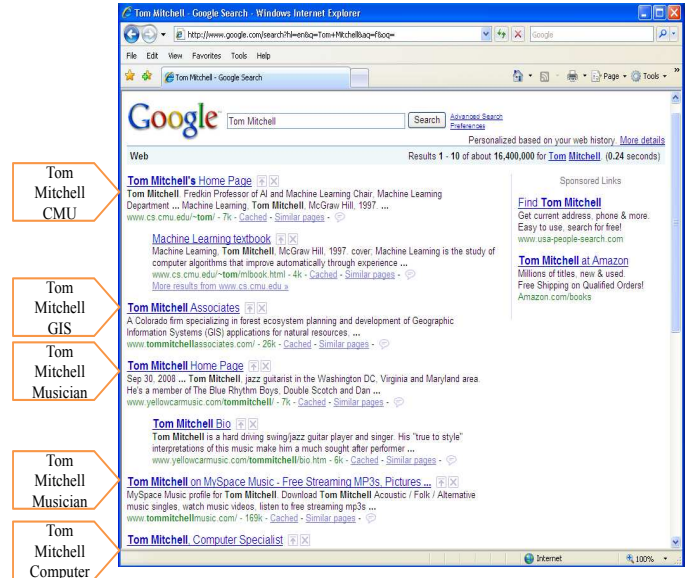 Tom Mitchell - Google Search - Windows Internet Explorer
http://www.google.com/search?hl=en&q=Tom+Mitchell&aq=f&oq=
Google
File Edit View Favorites Tools Help
Tom Mitchell - Google Search
Page Tools »
Google Tom Mitchell Search Advanced Search
Preferences
Personalized based on your web history. More details
Web Results 1 - 10 of about 16,400,000 for Tom Mitchell. (0.24 seconds)
Tom
Mitchell
CMU
Tom Mitchell's Home Page
Tom Mitchell, Fredkin Professor of AI and Machine Learning Chair, Machine Learning
Department ... Machine Learning, Tom Mitchell, McGraw Hill, 1997. ...
www.cs.cmu.edu/~tom/ - 7k - Cached - Similar pages -
Machine Learning textbook
Machine Learning, Tom Mitchell, McGraw Hill, 1997. cover, Machine Learning is the study of
computer algorithms that improve automatically through experience ...
www.cs.cmu.edu/~tom/mlbook.html - 4k - Cached - Similar pages -
More results from www.cs.cmu.edu »
Tom
Mitchell
GIS
Tom Mitchell Associates
A Colorado firm specializing in forest ecosystem planning and development of Geographic
Information Systems (GIS) applications for natural resources, ...
www.tommitchellassociates.com/ - 26k - Cached - Similar pages -
Tom
Mitchell
Musician
Tom Mitchell Home Page
Sep 30, 2008 ... Tom Mitchell, jazz guitarist in the Washington DC, Virginia and Maryland area.
He's a member of The Blue Rhythm Boys, Double Scotch and Dan ...
www.yellowcarmusic.com/tommitchell/ - 7k - Cached - Similar pages -
Tom Mitchell Bio
Tom Mitchell is a hard driving swing/jazz guitar player and singer. His "true to style"
interpretations of this music make him a much sought after performer ...
www.yellowcarmusic.com/tommitchell/bio.htm - 6k - Cached - Similar pages -
Tom
Mitchell
Musician
Tom Mitchell on MySpace Music - Free Streaming MP3s, Pictures ...
MySpace Music profile for Tom Mitchell. Download Tom Mitchell Acoustic / Folk / Alternative
music singles, watch music videos, listen to free streaming mp3s ...
www.tommitchellmusic.com/ - 169k - Cached - Similar pages -
Tom
Mitchell
Computer
Tom Mitchell, Computer Specialist
Sponsored Links
Find Tom Mitchell
Get current address, phone & more.
Easy to use, search for free!
www.usa-people-search.com
Tom Mitchell at Amazon
Millions of titles, new & used.
Free Shipping on Qualified Orders!
Amazon.com/books
Internet 100%